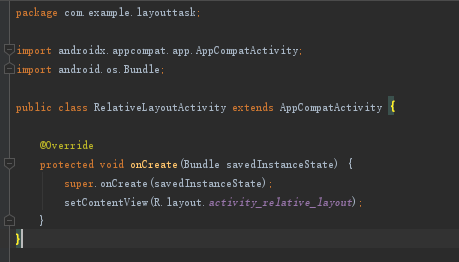 package com.example.layouttask;
import androidx.appcompat.app.AppCompatActivity;
import android.os.Bundle;
public class RelativeLayoutActivity extends AppCompatActivity {
@Override
protected void onCreate(Bundle savedInstanceState) {
super.onCreate(savedInstanceState);
setContentView(R.layout.activity_relative_layout);
}
}